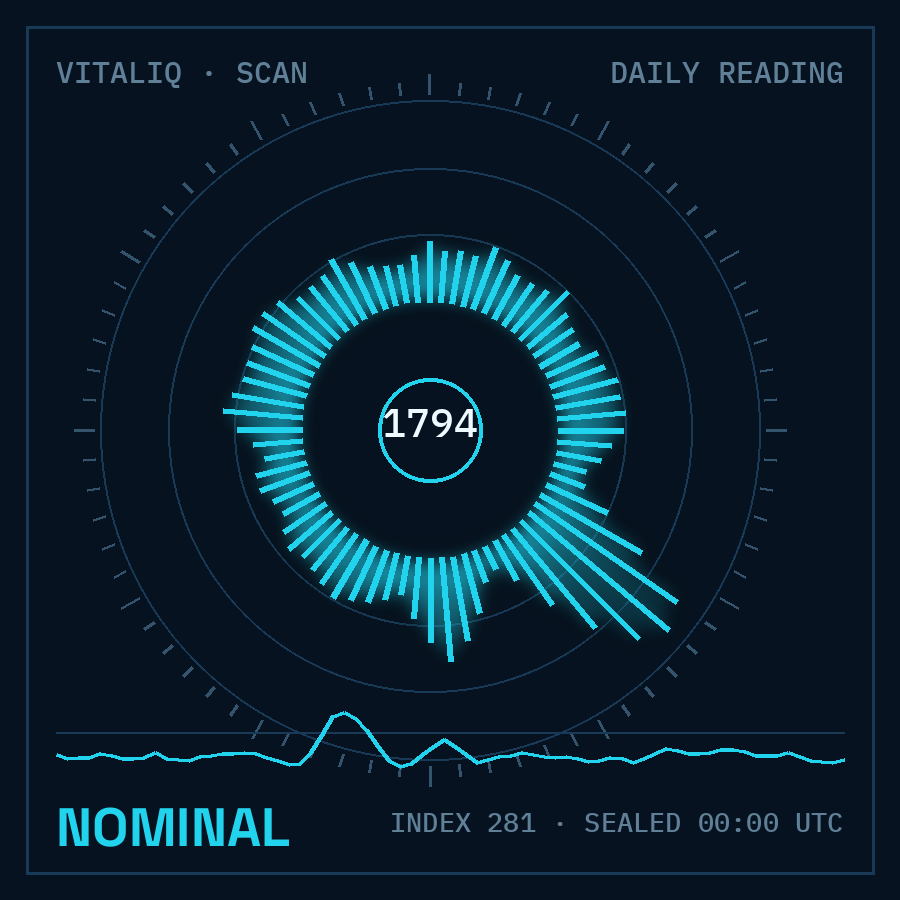 VITALIQ · SCAN
DAILY READING
1794
NOMINAL
INDEX 281 · SEALED 00:00 UTC